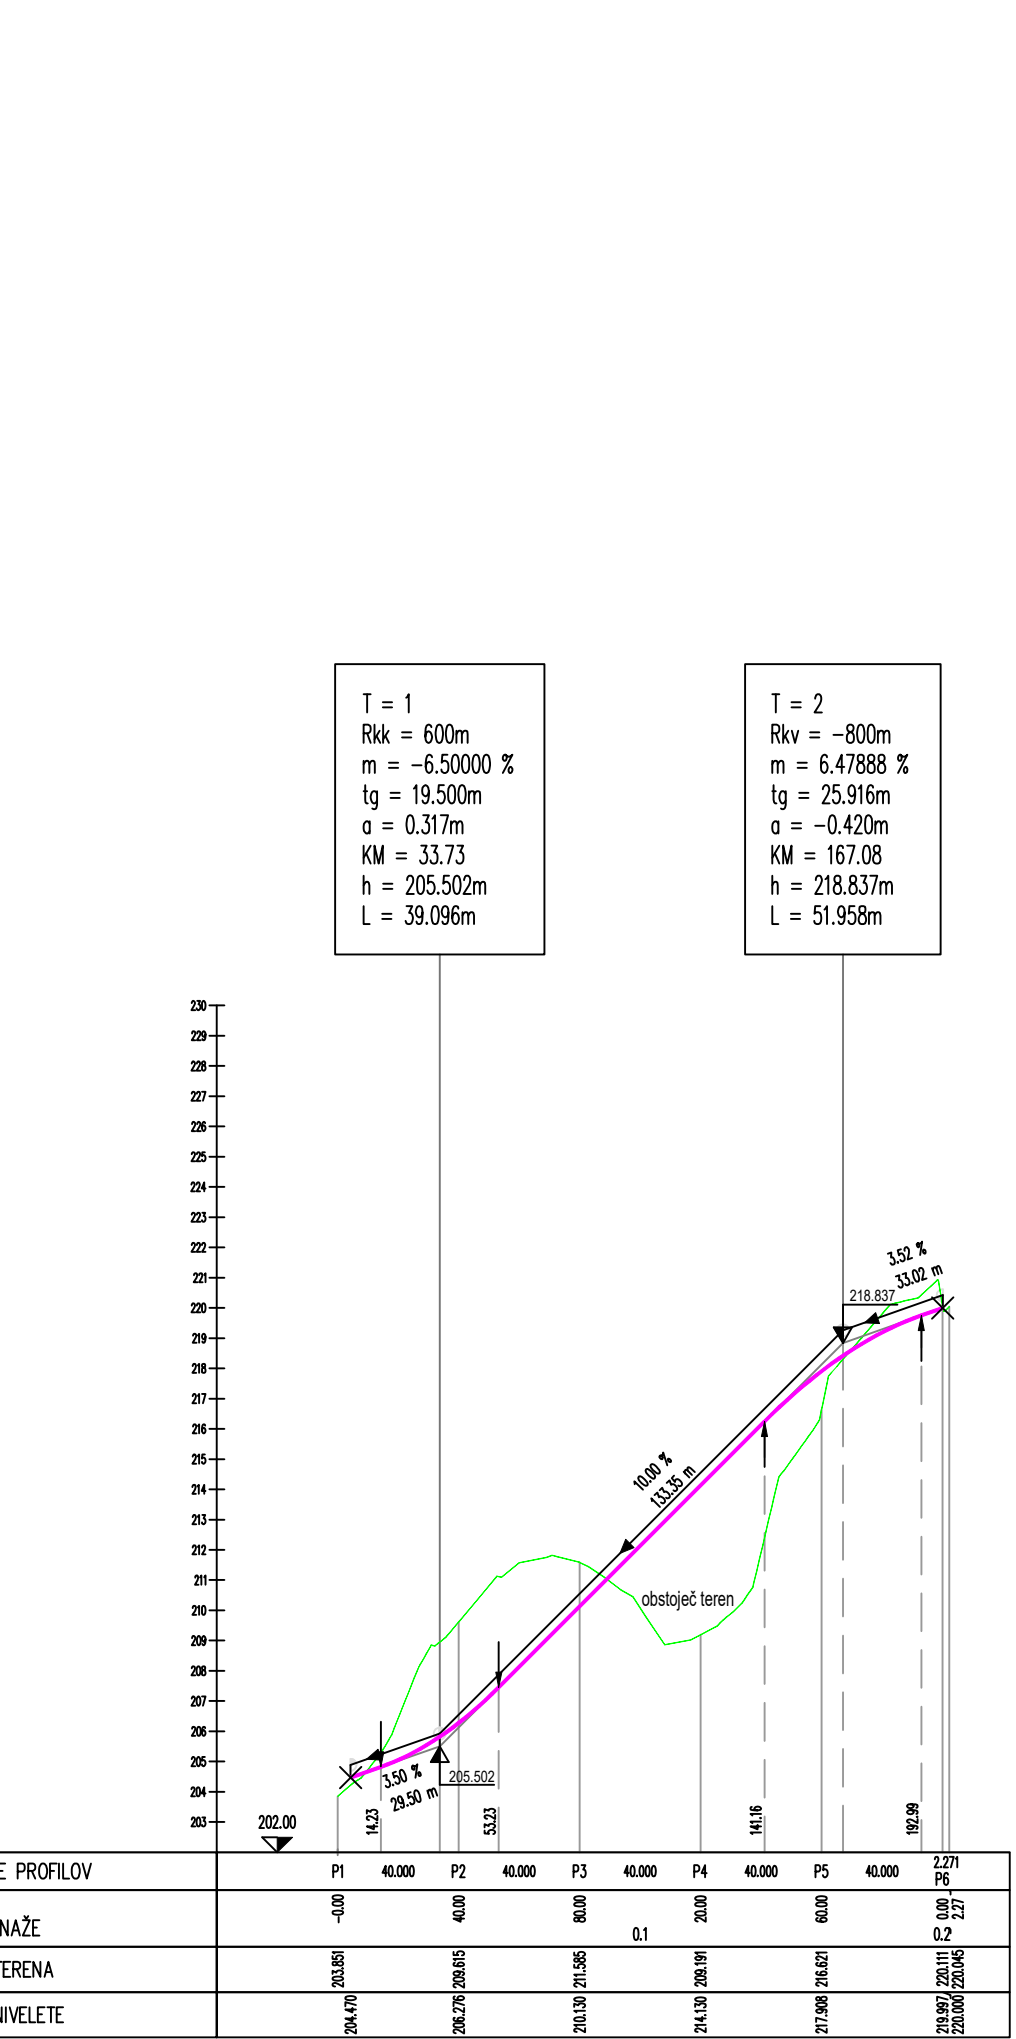 T = 1
Rkk = 600m
m = -6.50000 %
tg = 19.500m
a = 0.317m
KM = 33.73
h = 205.502m
L = 39.096m
T = 2
Rkv = -800m
m = 6.47888 %
tg = 25.916m
a = -0.420m
KM = 167.08
h = 218.837m
L = 51.958m
230
229
228
227
226
225
224
223
222
221
220
219
218
217
216
215
214
213
212
211
210
209
208
207
206
205
204
203
202.00
3.52 %
33.02 m
218.837
10.00 %
133.35 m
obstoječ teren
3.50 %
29.50 m
205.502
14.23
53.23
141.16
192.99
E PROFILOV
P1 40.000 P2 40.000 P3 40.000 P4 40.000 P5 40.000 2.271
P6
NAŽE
-0.00 40.00 80.00 20.00 60.00 0.00 2.27
0.1 0.2
TERENA
203.851 209.615 211.585 209.191 216.621 220.111 220.045
NIVELETE
204.470 206.276 210.130 214.130 217.908 219.997 220.000